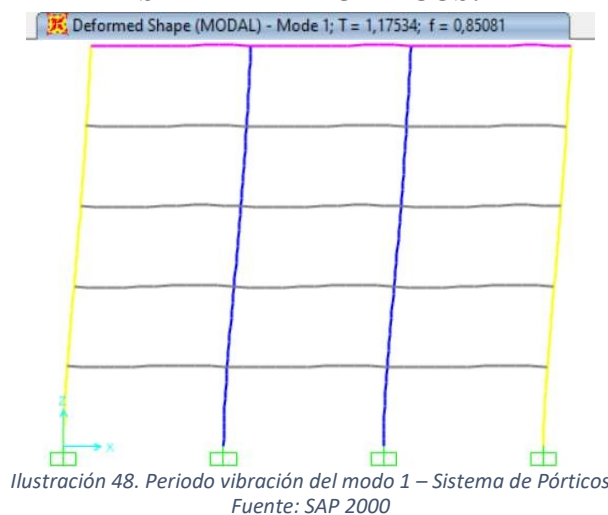 Deformed Shape (MODAL) - Mode 1; T = 1,17534; f = 0,85081
Z
X
Ilustración 48. Periodo vibración del modo 1 – Sistema de Pórticos
Fuente: SAP 2000